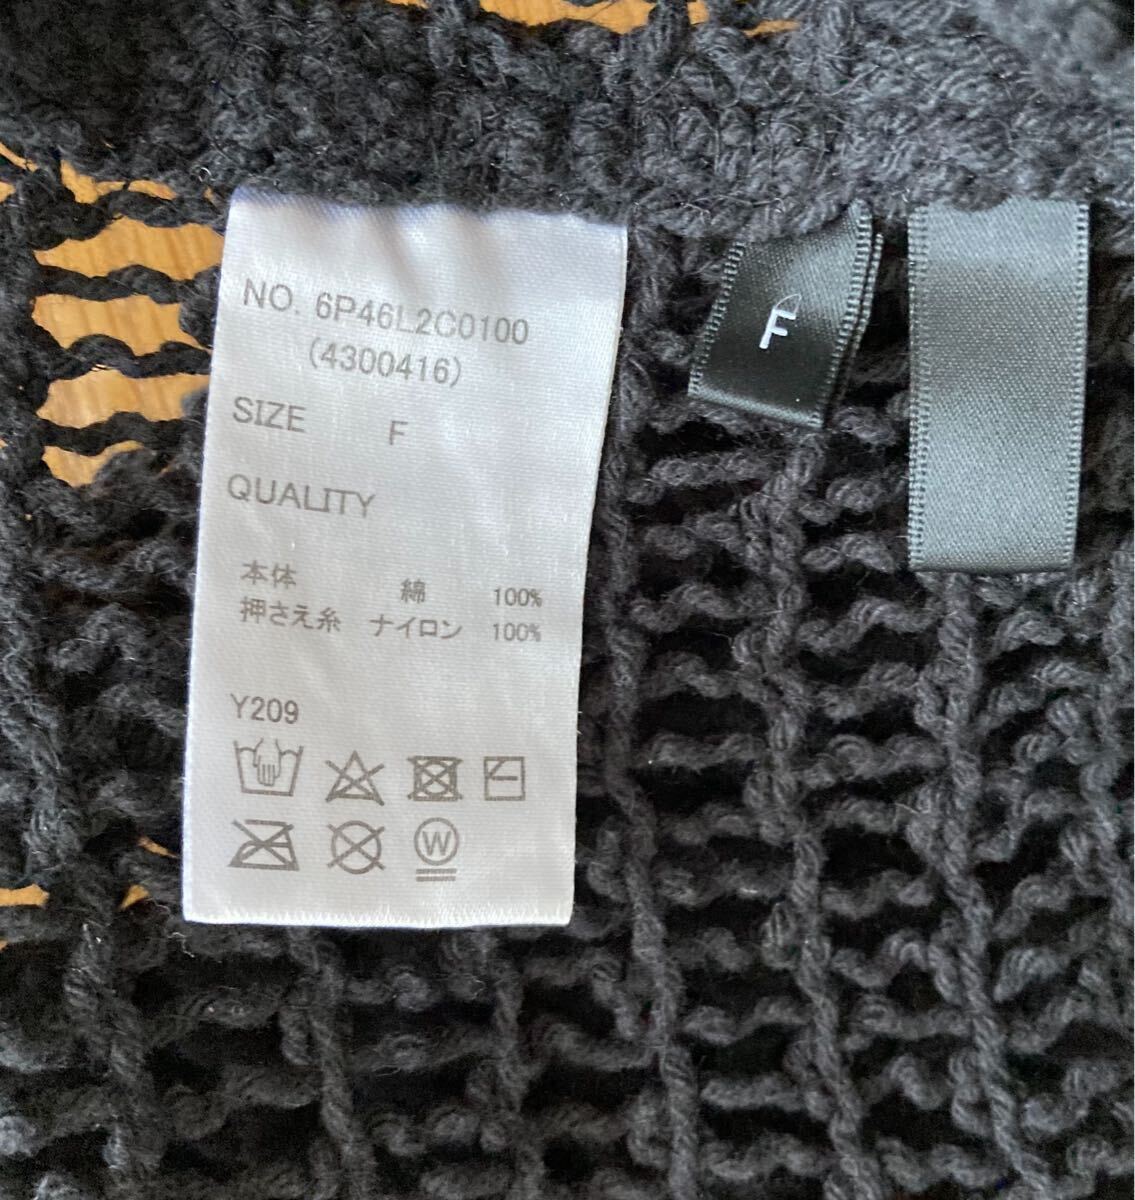 NO. 6P46L2C0100
(4300416)
SIZE F
QUALITY
本体 綿 100%
押さえ糸 ナイロン 100%
Y209
W
F